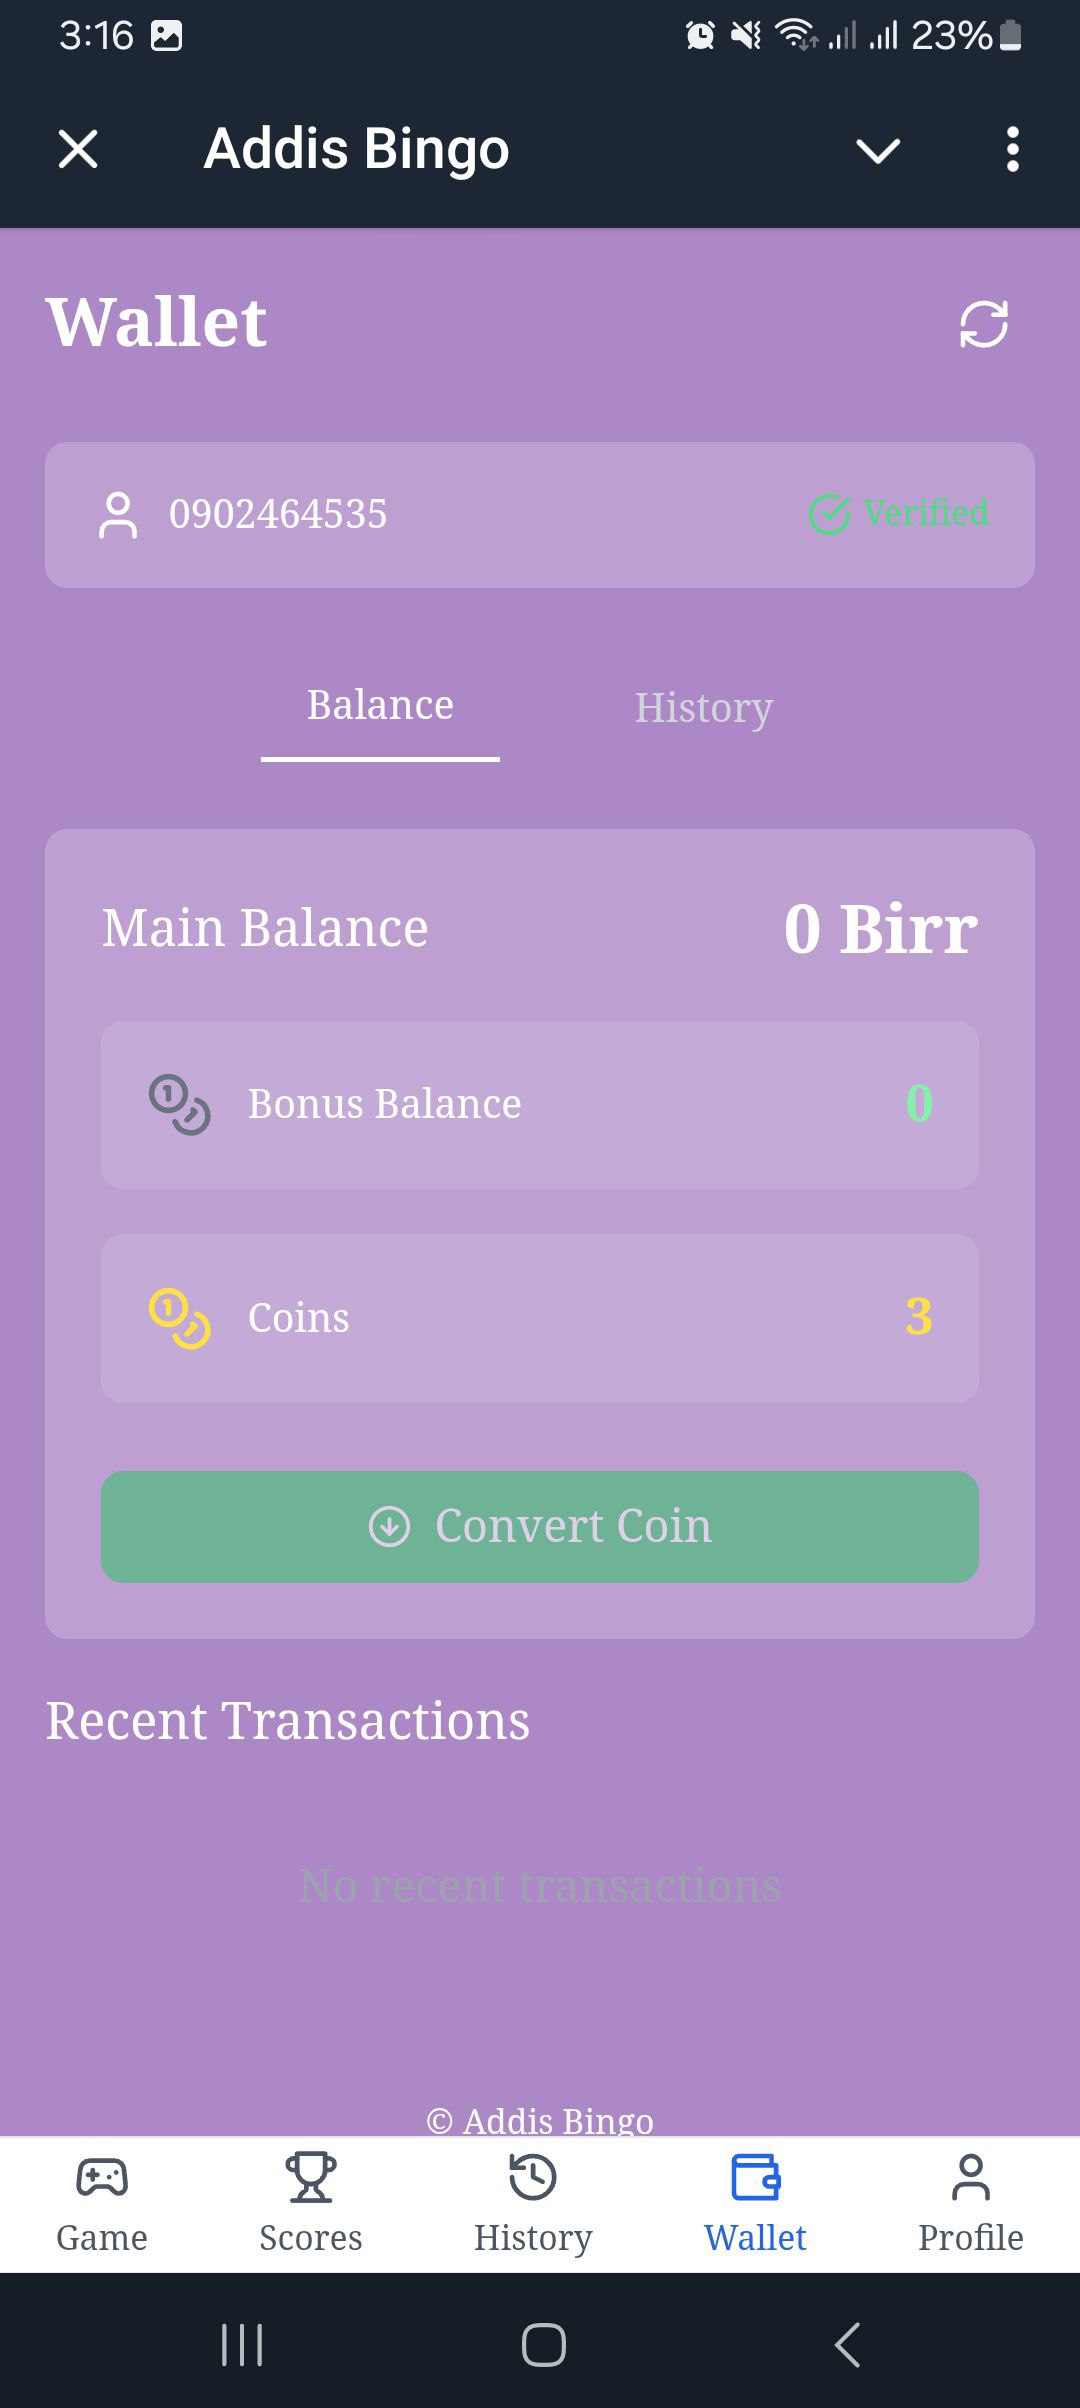 3:16 23%
Addis Bingo
Wallet
0902464535 Verified
Balance History
Main Balance 0 Birr
Bonus Balance 0
Coins 3
Convert Coin
Recent Transactions
No recent transactions
© Addis Bingo
Game Scores History Wallet Profile